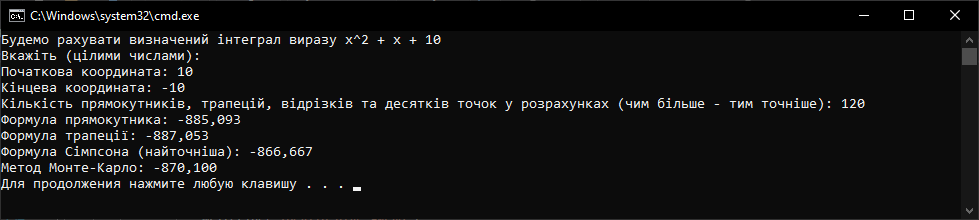 C:\Windows\system32\cmd.exe
Будемо рахувати визначений інтеграл виразу x^2 + x + 10
Вкажіть (цілими числами):
Початкова координата: 10
Кінцева координата: -10
Кількість прямокутників, трапецій, відрізків та десятків точок у розрахунках (чим більше - тим точніше): 120
Формула прямокутника: -885,093
Формула трапеції: -887,053
Формула Сімпсона (найточніша): -866,667
Метод Монте-Карло: -870,100
Для продолжения нажмите любую клавишу . . .